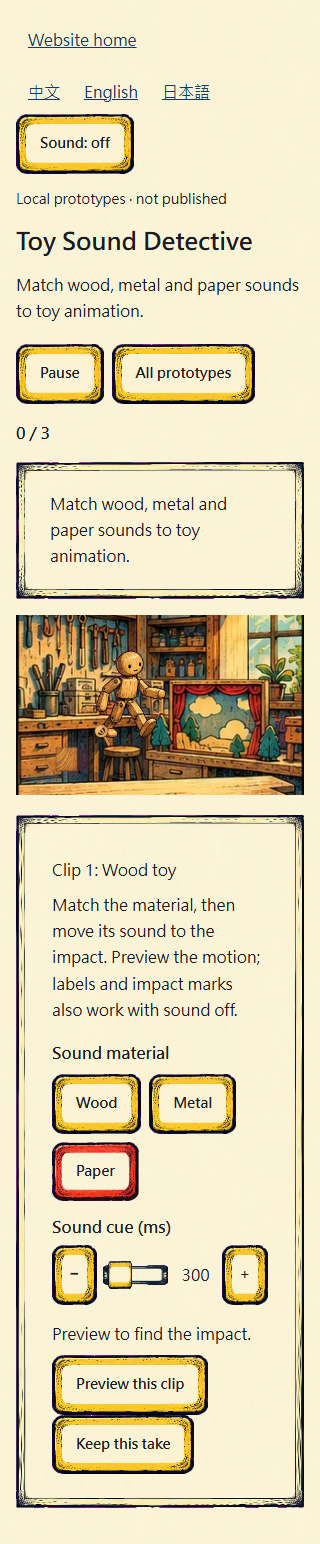 Website home
中文 English 日本語
Sound: off
Local prototypes · not published
Toy Sound Detective
Match wood, metal and paper sounds
to toy animation.
Pause All prototypes
0 / 3
Match wood, metal and
paper sounds to toy
animation.
Clip 1: Wood toy
Match the material, then
move its sound to the
impact. Preview the motion;
labels and impact marks
also work with sound off.
Sound material
Wood Metal
Paper
Sound cue (ms)
− 300 +
Preview to find the impact.
Preview this clip
Keep this take